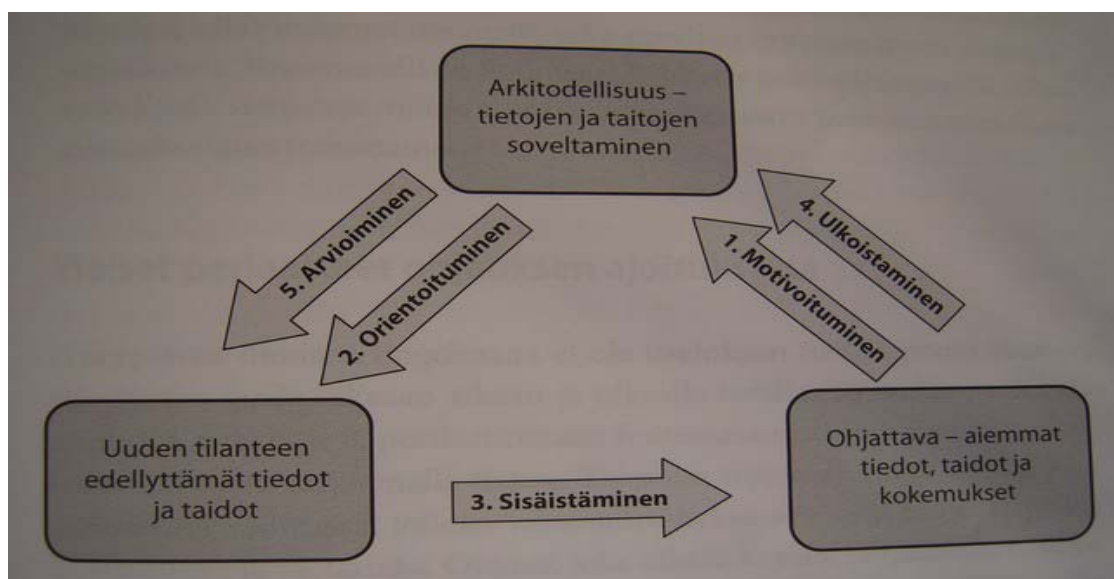 Arkitodellisuus –
tietojen ja taitojen
soveltaminen
5. Arvioiminen
2. Orientoituminen
4. Ulkoistaminen
1. Motivoituminen
Uuden tilanteen
edellyttämät tiedot
ja taidot
3. Sisäistäminen
Ohjattava – aiemmat
tiedot, taidot ja
kokemukset